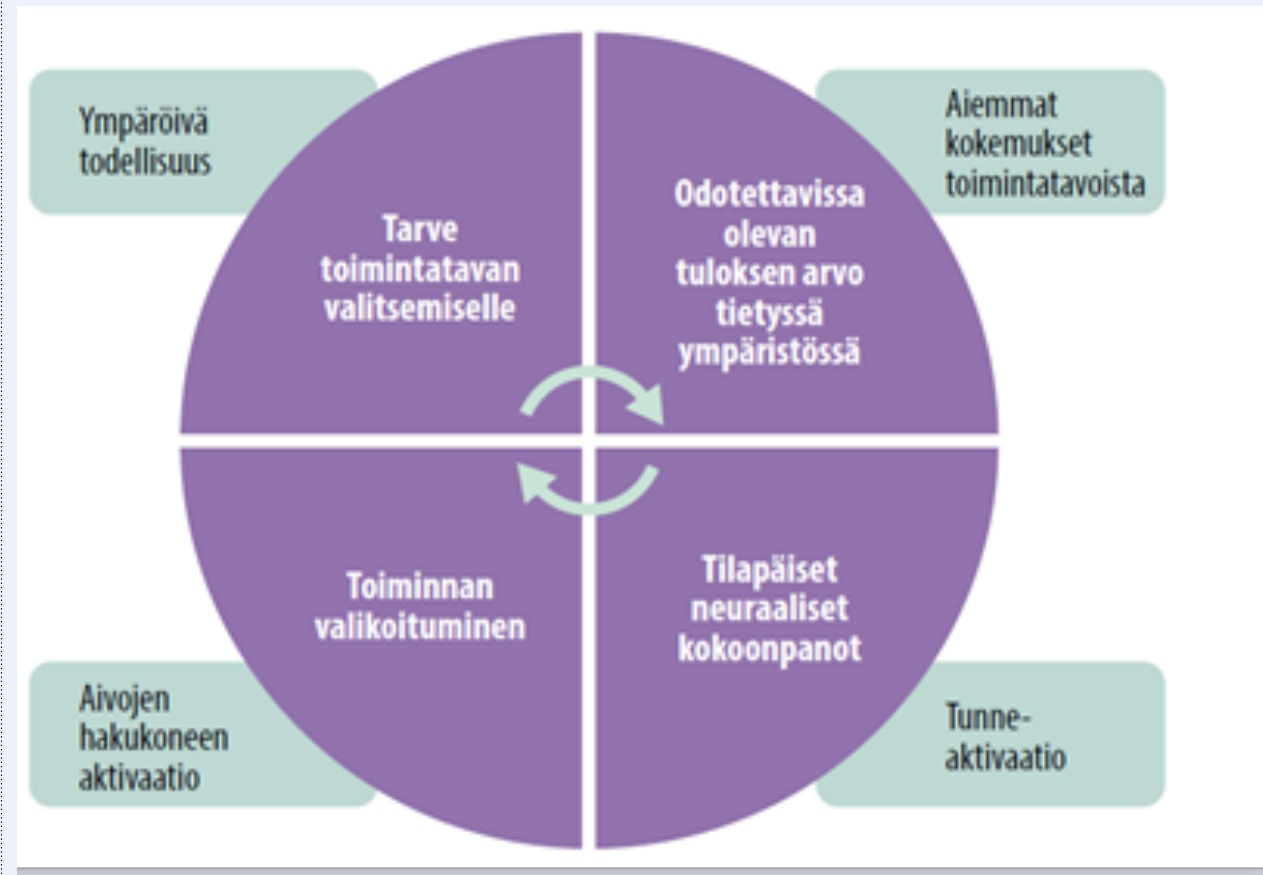 Ympäröivä
todellisuus
Aiemmat
kokemukset
toimintatavoista
Tarve
toimintatavan
valitsemiselle
Odotettavissa
olevan
tuloksen arvo
tietyssä
ympäristössä
Toiminnan
valikoituminen
Tilapäiset
neuraaliset
kokoonpanot
Aivojen
hakukoneen
aktivaatio
Tunne-
aktivaatio